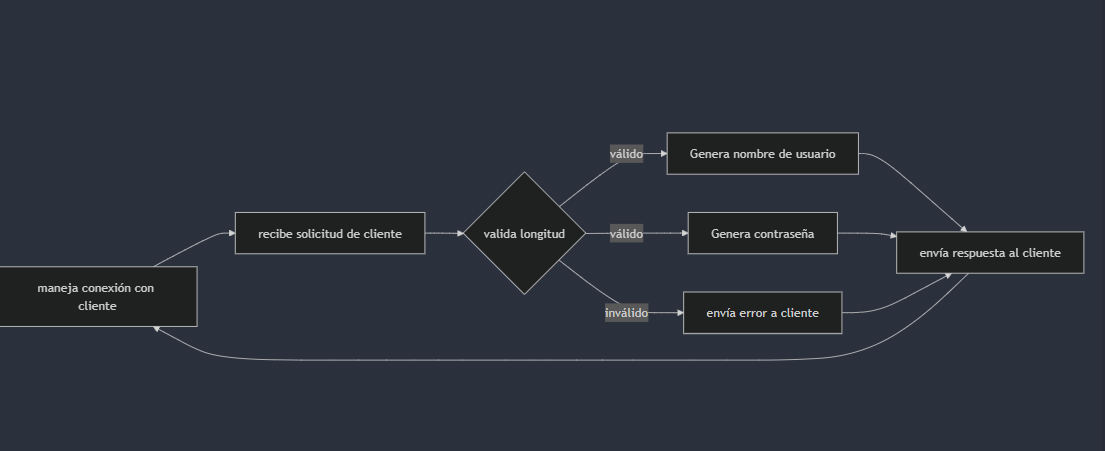 maneja conexión con
cliente
recibe solicitud de cliente
valida longitud
válido
Genera nombre de usuario
válido
Genera contraseña
inválido
envía error a cliente
envía respuesta al cliente